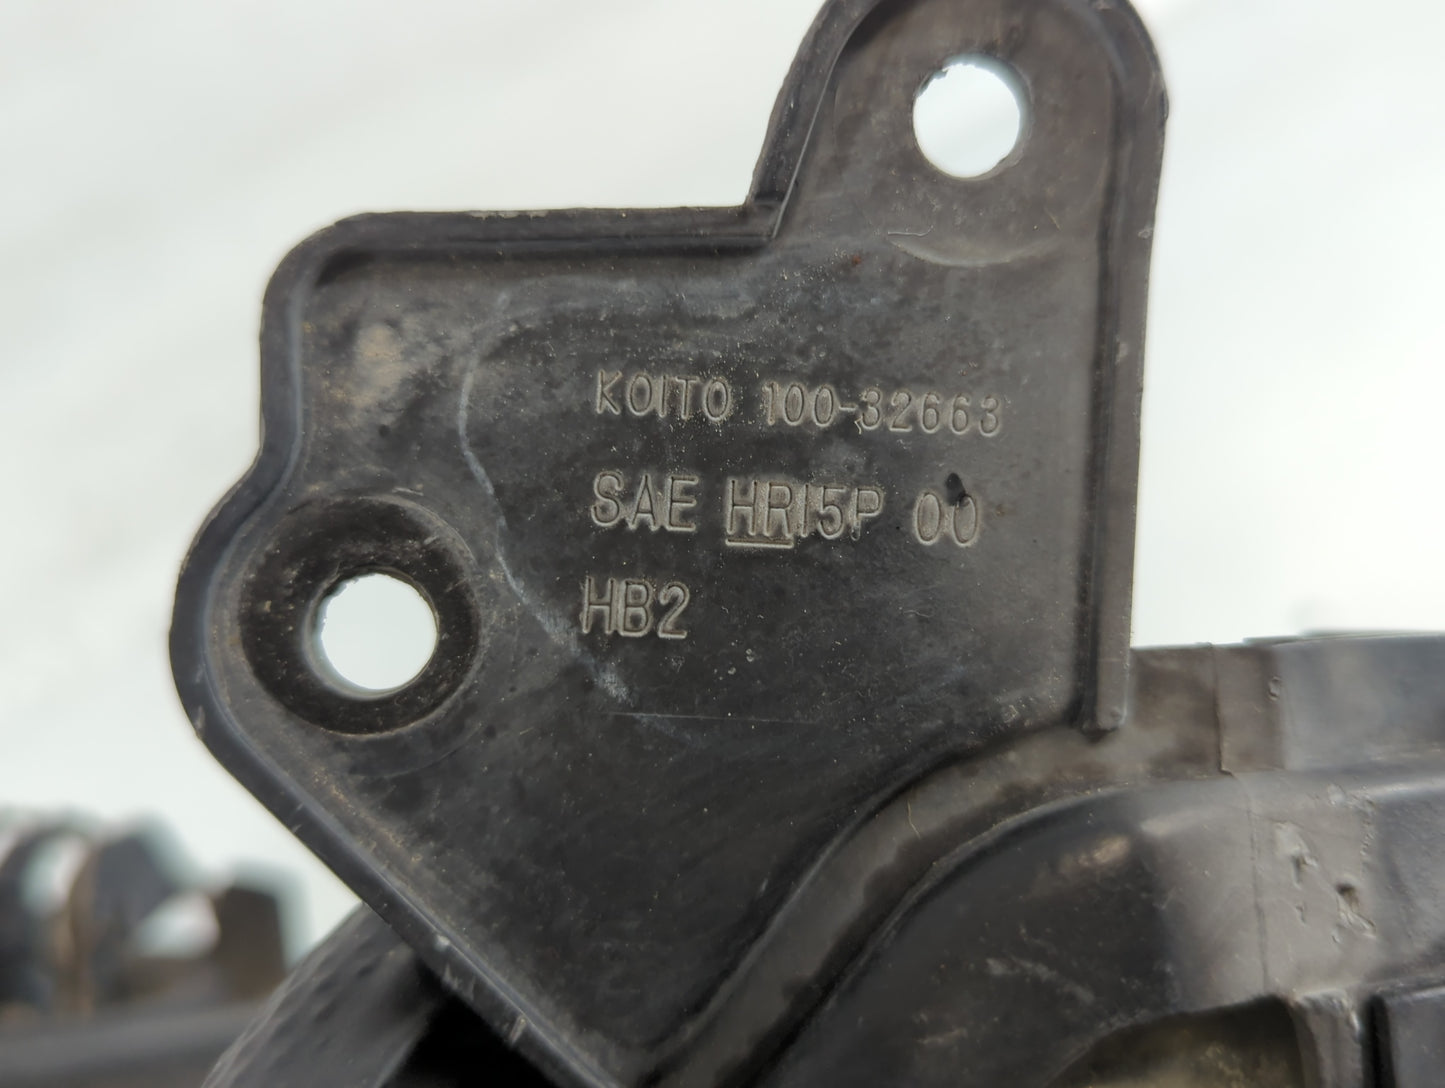 KOITO 100-32663
SAE HR15P 00
HB2